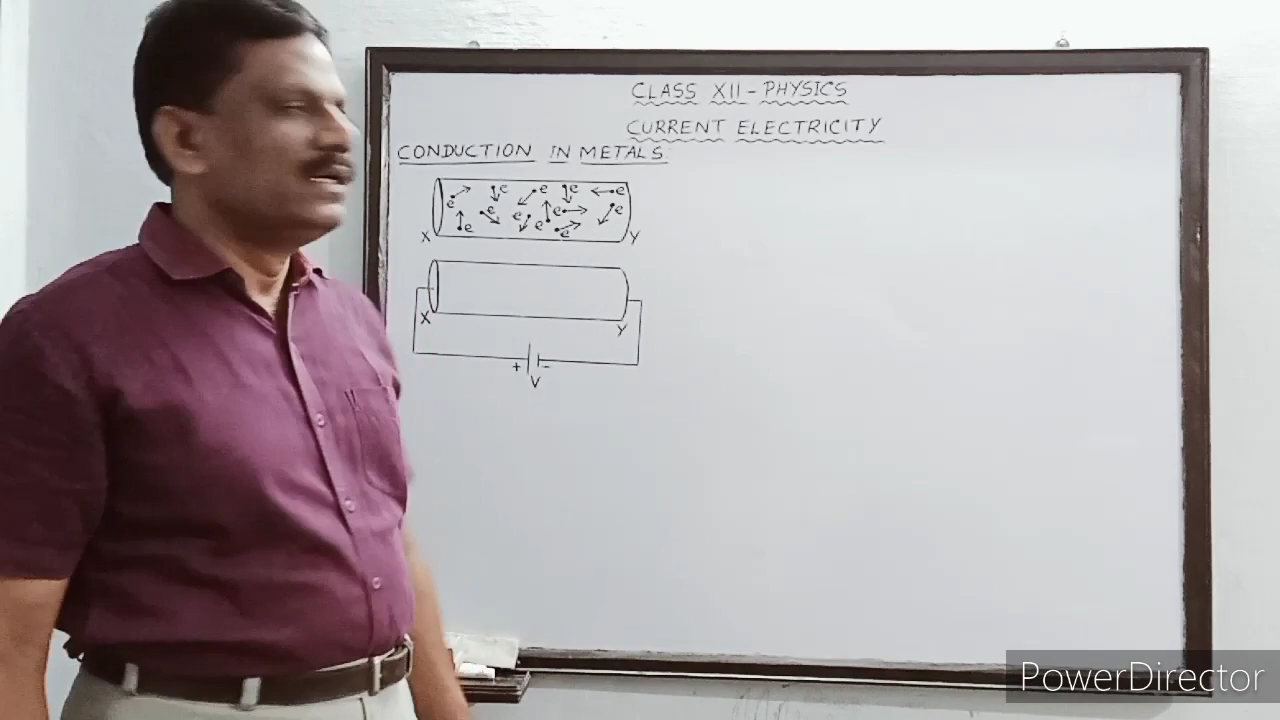 CLASS XII - PHYSICS
CURRENT ELECTRICITY
CONDUCTION IN METALS
e e e e e
e e e e e e e
X Y
X Y
+ -
V
PowerDirector